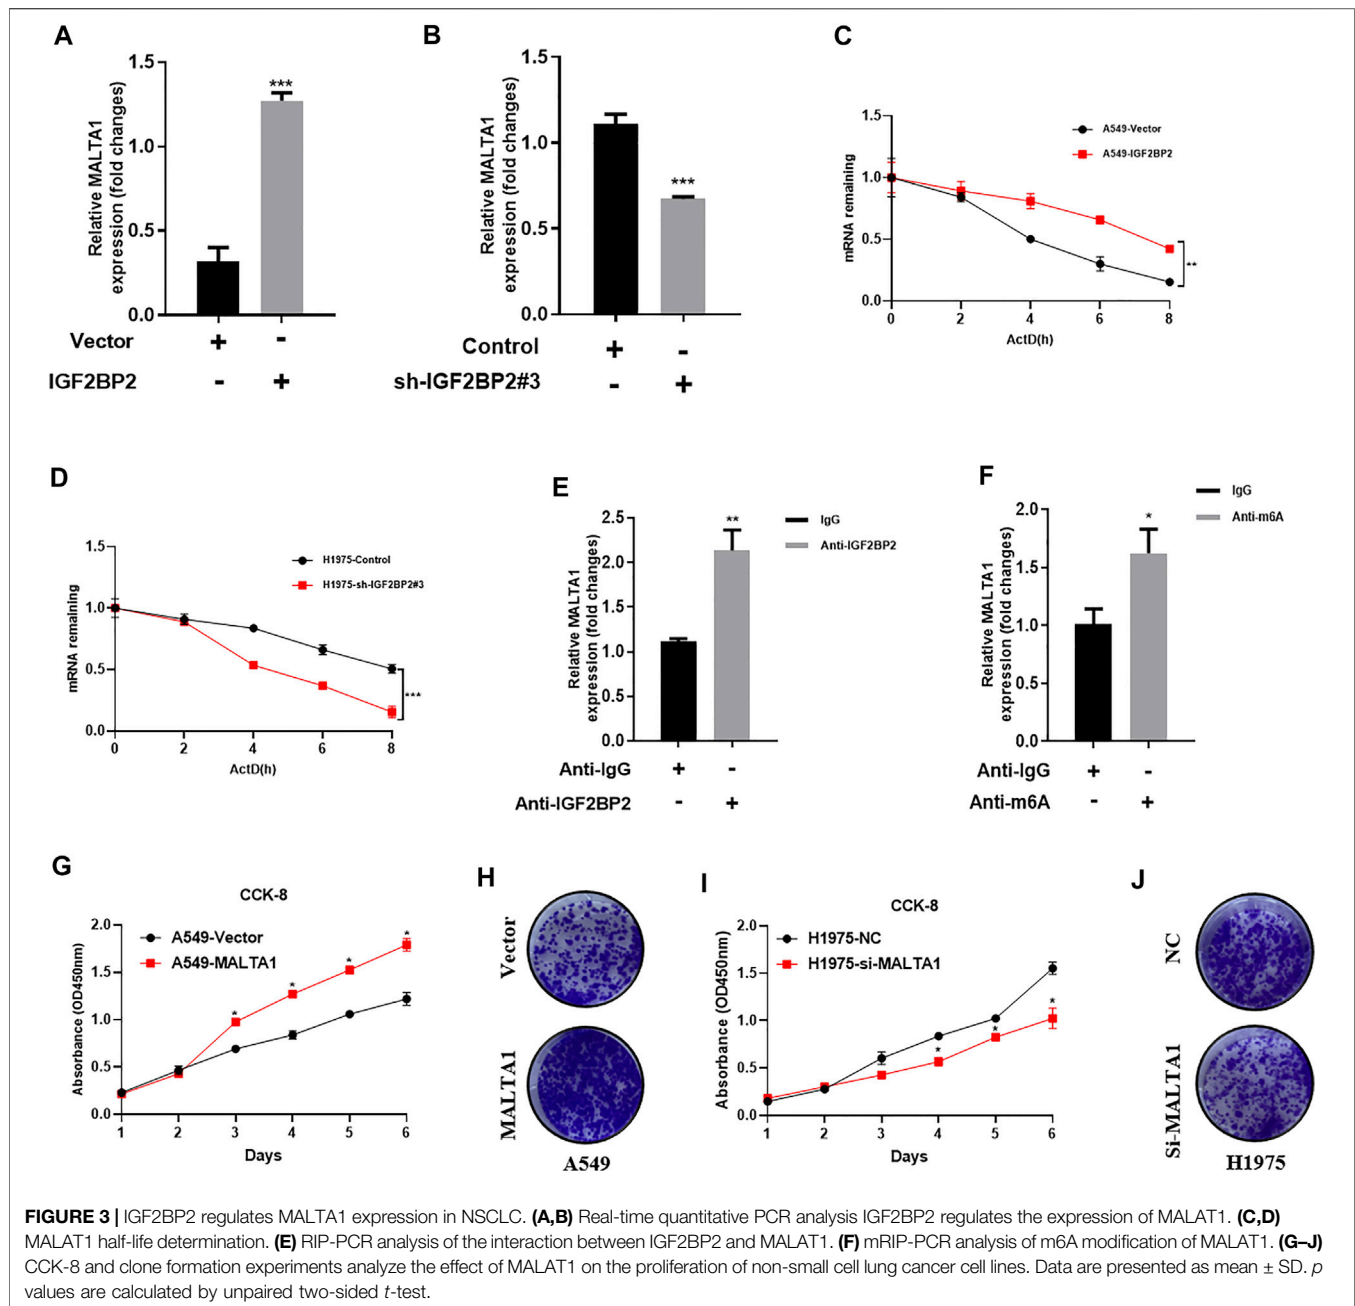 A
Relative MALTA1
expression (fold changes)
1.5
1.0
0.5
0.0
***
Vector + -
IGF2BP2 - +
B
Relative MALTA1
expression (fold changes)
1.5
1.0
0.5
0.0
***
Control + -
sh-IGF2BP2#3 - +
C
mRNA remaining
1.5
1.0
0.5
0.0
A549-Vector
A549-IGF2BP2
**
0 2 4 6 8
ActD(h)
D
mRNA remaining
1.5
1.0
0.5
0.0
H1975-Control
H1975-sh-IGF2BP2#3
***
0 2 4 6 8
ActD(h)
E
Relative MALTA1
expression (fold changes)
2.5
2.0
1.5
1.0
0.5
0.0
**
IgG
Anti-IGF2BP2
Anti-IgG + -
Anti-IGF2BP2 - +
F
Relative MALTA1
expression (fold changes)
2.0
1.5
1.0
0.5
0.0
*
IgG
Anti-m6A
Anti-IgG + -
Anti-m6A - +
G
CCK-8
Absorbance (OD450nm)
2.0
1.5
1.0
0.5
0.0
A549-Vector
A549-MALTA1
* * * *
1 2 3 4 5 6
Days
H
Vector
MALTA1
A549
I
CCK-8
Absorbance (OD450nm)
2.0
1.5
1.0
0.5
0.0
H1975-NC
H1975-si-MALTA1
* * *
1 2 3 4 5 6
Days
J
NC
Si-MALTA1
H1975
FIGURE 3 | IGF2BP2 regulates MALTA1 expression in NSCLC. (A,B) Real-time quantitative PCR analysis IGF2BP2 regulates the expression of MALAT1. (C,D)
MALAT1 half-life determination. (E) RIP-PCR analysis of the interaction between IGF2BP2 and MALAT1. (F) mRIP-PCR analysis of m6A modification of MALAT1. (G–J)
CCK-8 and clone formation experiments analyze the effect of MALAT1 on the proliferation of non-small cell lung cancer cell lines. Data are presented as mean ± SD. p
values are calculated by unpaired two-sided t-test.